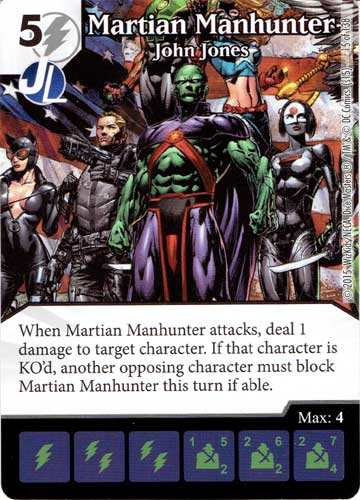 5
Martian Manhunter
John Jones
JL
When Martian Manhunter attacks, deal 1
damage to target character. If that character is
KO'd, another opposing character must block
Martian Manhunter this turn if able.
Max: 4
1 5 2
2 6 2
2 7 4